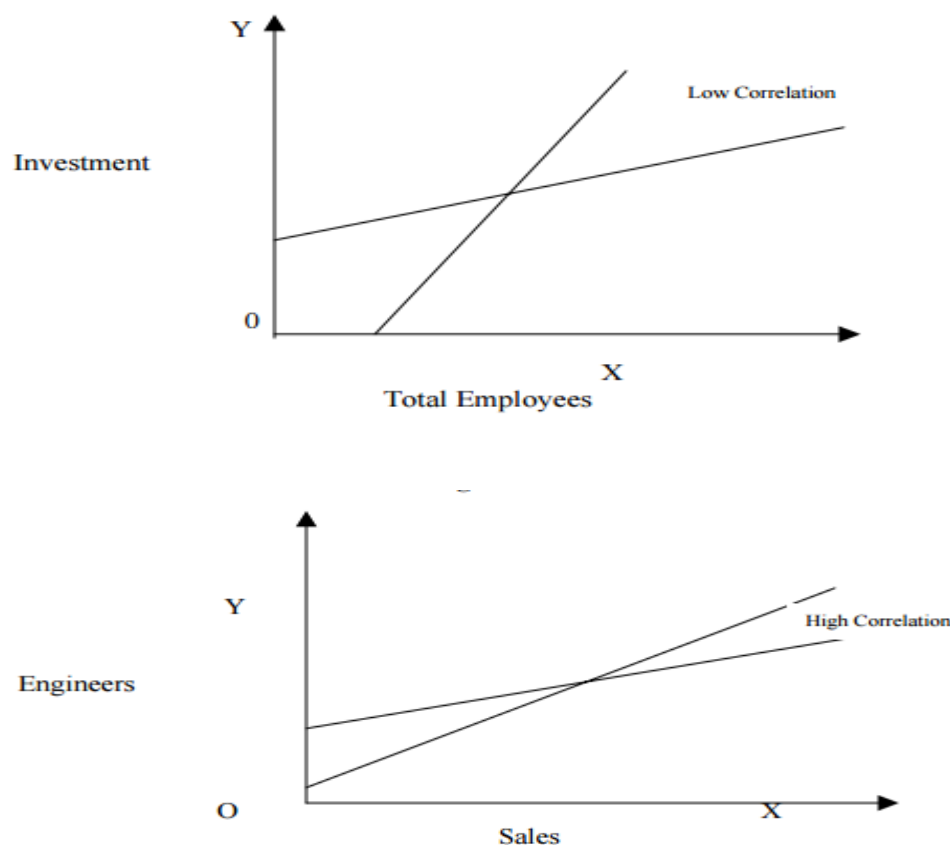 Y
Low Correlation
Investment
0
X
Total Employees
Y
High Correlation
Engineers
O
X
Sales